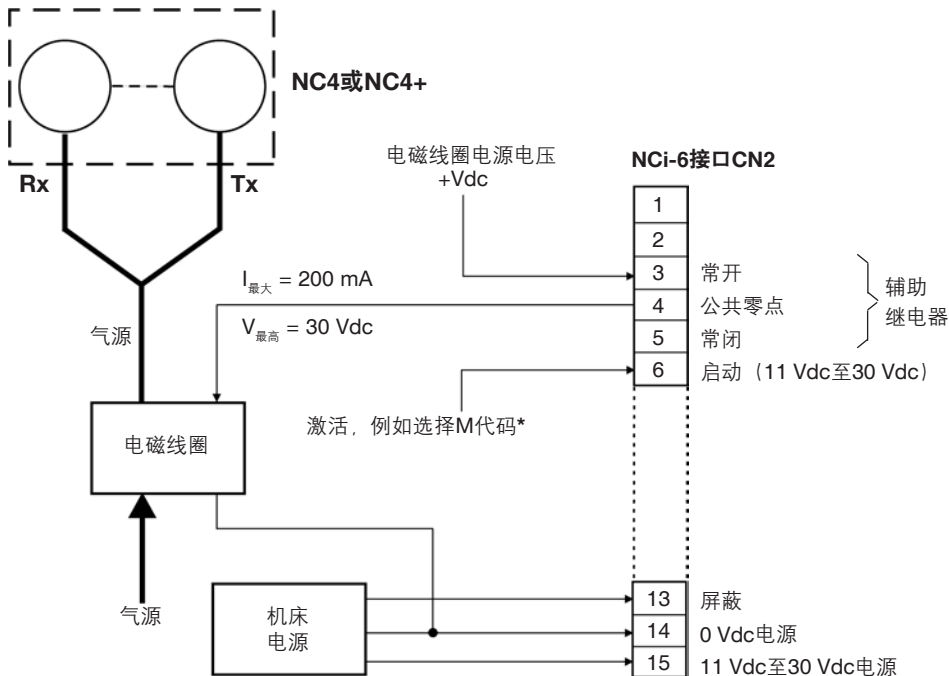 NC4或NC4+
Rx
Tx
电磁线圈电源电压
+Vdc
NCi-6接口CN2
1
2
3 常开
4 公共零点
5 常闭
6 启动（11 Vdc至30 Vdc）
辅助
继电器
I最大 = 200 mA
V最高 = 30 Vdc
气源
激活，例如选择M代码*
电磁线圈
气源
机床
电源
13 屏蔽
14 0 Vdc电源
15 11 Vdc至30 Vdc电源